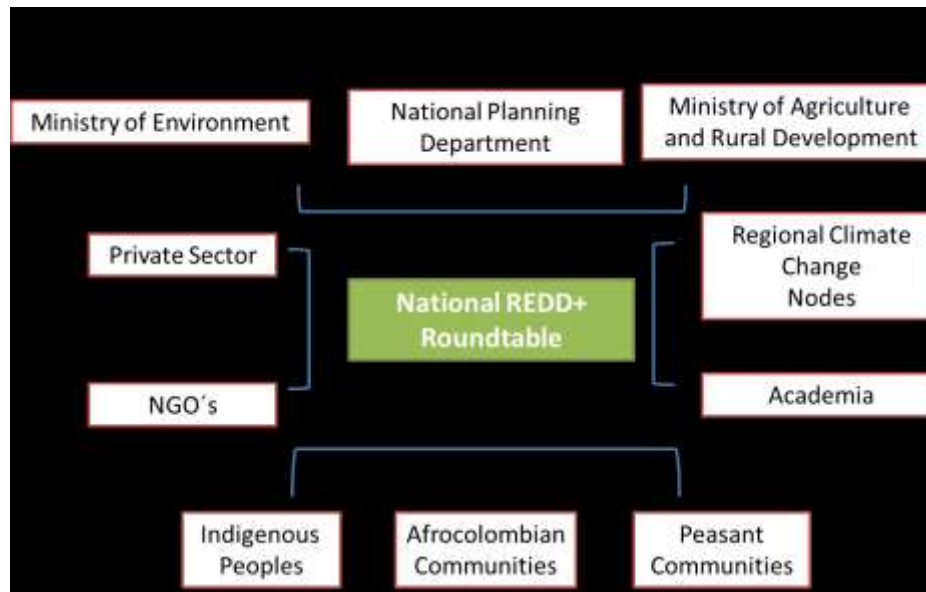 Ministry of Environment
National Planning
Department
Ministry of Agriculture
and Rural Development
Private Sector
Regional Climate
Change
Nodes
National REDD+
Roundtable
NGO´s
Academia
Indigenous
Peoples
Afrocolombian
Communities
Peasant
Communities